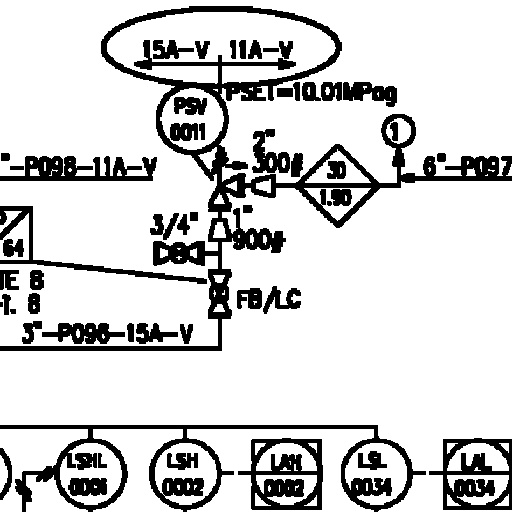 15A-V 11A-V
PSET=10.01MPag
PSV
0011
1
2"
300#
"-P098-11A-V
30
1.90
6"-P097
3/4"
1"
900#
64
TE 8
T. 8
FB/LC
3"-P096-15A-V
LSHL
LSH
0002
LAH
0002
LSL
0034
LAL
0034